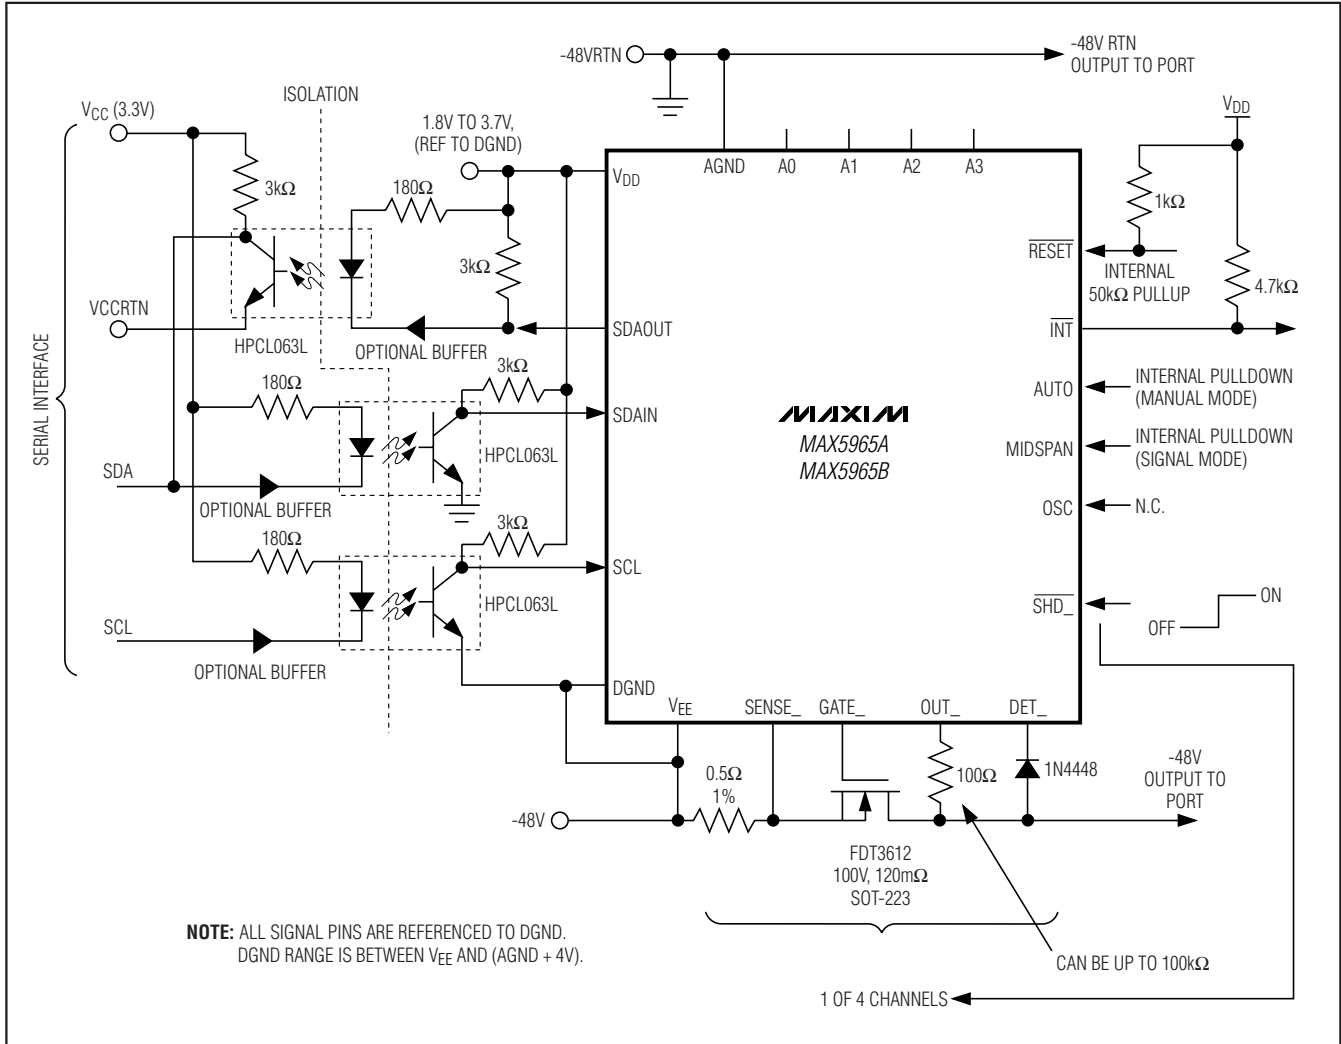 -48VRTN
-48V RTN
OUTPUT TO PORT
ISOLATION
VCC (3.3V)
1.8V TO 3.7V,
(REF TO DGND)
VDD
3kΩ
180Ω
VDD
AGND
A0
A1
A2
A3
1kΩ
RESET
INTERNAL
50kΩ PULLUP
4.7kΩ
3kΩ
VCCRTN
HPCL063L
OPTIONAL BUFFER
SDAOUT
INT
SERIAL INTERFACE
180Ω
3kΩ
SDAIN
AUTO
INTERNAL PULLDOWN
(MANUAL MODE)
MAXIM
MAX5965A
MAX5965B
MIDSPAN
INTERNAL PULLDOWN
(SIGNAL MODE)
HPCL063L
SDA
OPTIONAL BUFFER
OSC
N.C.
180Ω
3kΩ
SCL
HPCL063L
SHD_
ON
OFF
SCL
OPTIONAL BUFFER
DGND
VEE
SENSE_
GATE_
OUT_
DET_
0.5Ω
1%
100Ω
1N4448
-48V
OUTPUT TO
PORT
-48V
FDT3612
100V, 120mΩ
SOT-223
NOTE: ALL SIGNAL PINS ARE REFERENCED TO DGND.
DGND RANGE IS BETWEEN VEE AND (AGND + 4V).
CAN BE UP TO 100kΩ
1 OF 4 CHANNELS